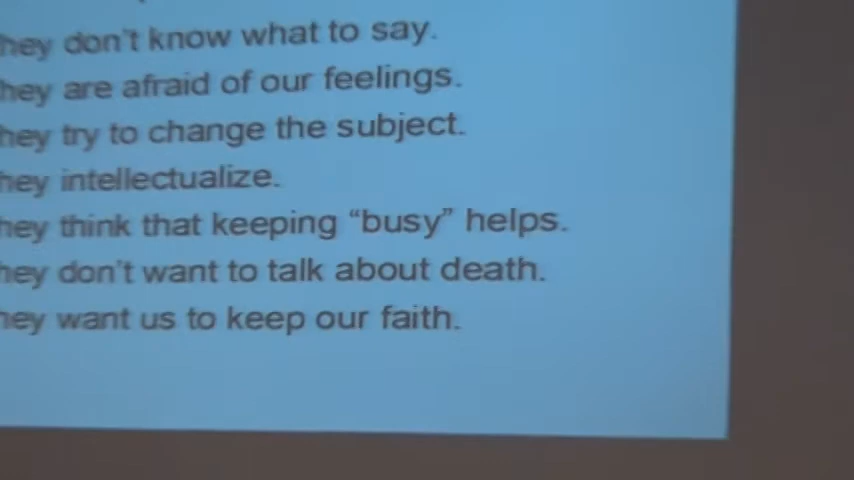 hey don't know what to say.
hey are afraid of our feelings.
hey try to change the subject.
hey intellectualize.
hey think that keeping “busy” helps.
hey don't want to talk about death.
hey want us to keep our faith.